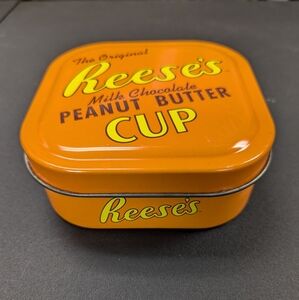 The Original
Reese's
Milk Chocolate
PEANUT BUTTER
CUP
Reese's